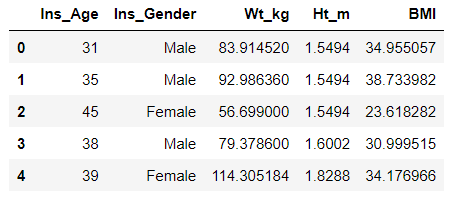 Ins_Age Ins_Gender Wt_kg Ht_m BMI
0 31 Male 83.914520 1.5494 34.955057
1 35 Male 92.986360 1.5494 38.733982
2 45 Female 56.699000 1.5494 23.618282
3 38 Male 79.378600 1.6002 30.999515
4 39 Female 114.305184 1.8288 34.176966